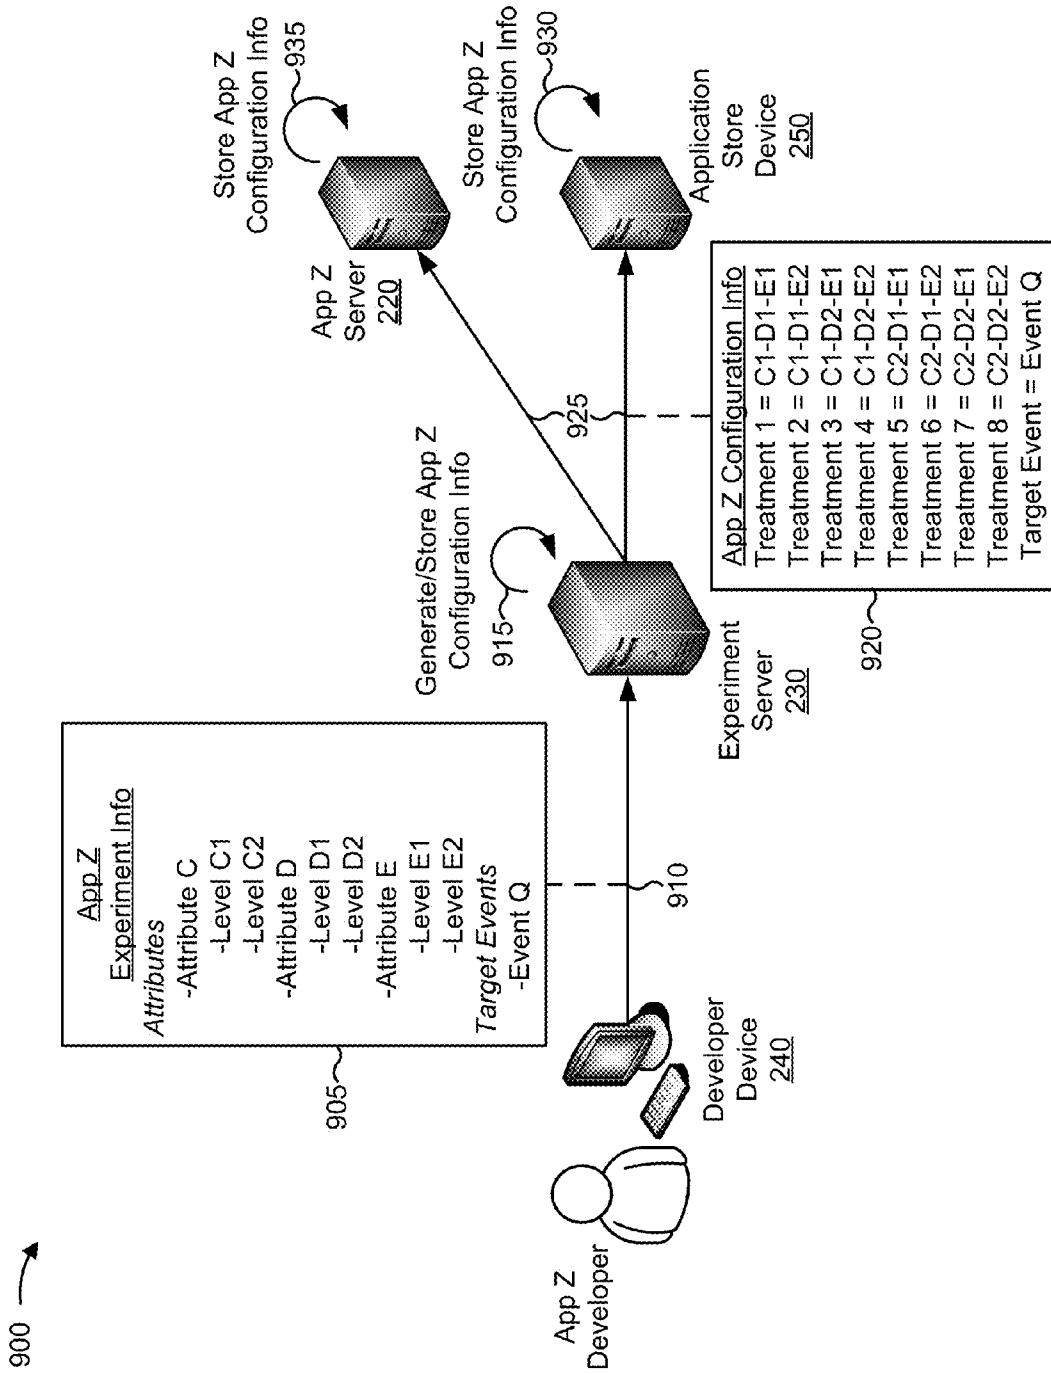 900
App Z
Developer
Developer
Device
240
905
App Z
Experiment Info
Attributes
-Attribute C
-Level C1
-Level C2
-Attribute D
-Level D1
-Level D2
-Attribute E
-Level E1
-Level E2
Target Events
-Event Q
910
Generate/Store App Z
Configuration Info
915
Experiment
Server
230
925
App Z
Server
220
Store App Z
Configuration Info
935
Store App Z
Configuration Info
930
Application
Store
Device
250
App Z Configuration Info
Treatment 1 = C1-D1-E1
Treatment 2 = C1-D1-E2
Treatment 3 = C1-D2-E1
Treatment 4 = C1-D2-E2
Treatment 5 = C2-D1-E1
Treatment 6 = C2-D1-E2
Treatment 7 = C2-D2-E1
Treatment 8 = C2-D2-E2
Target Event = Event Q
920